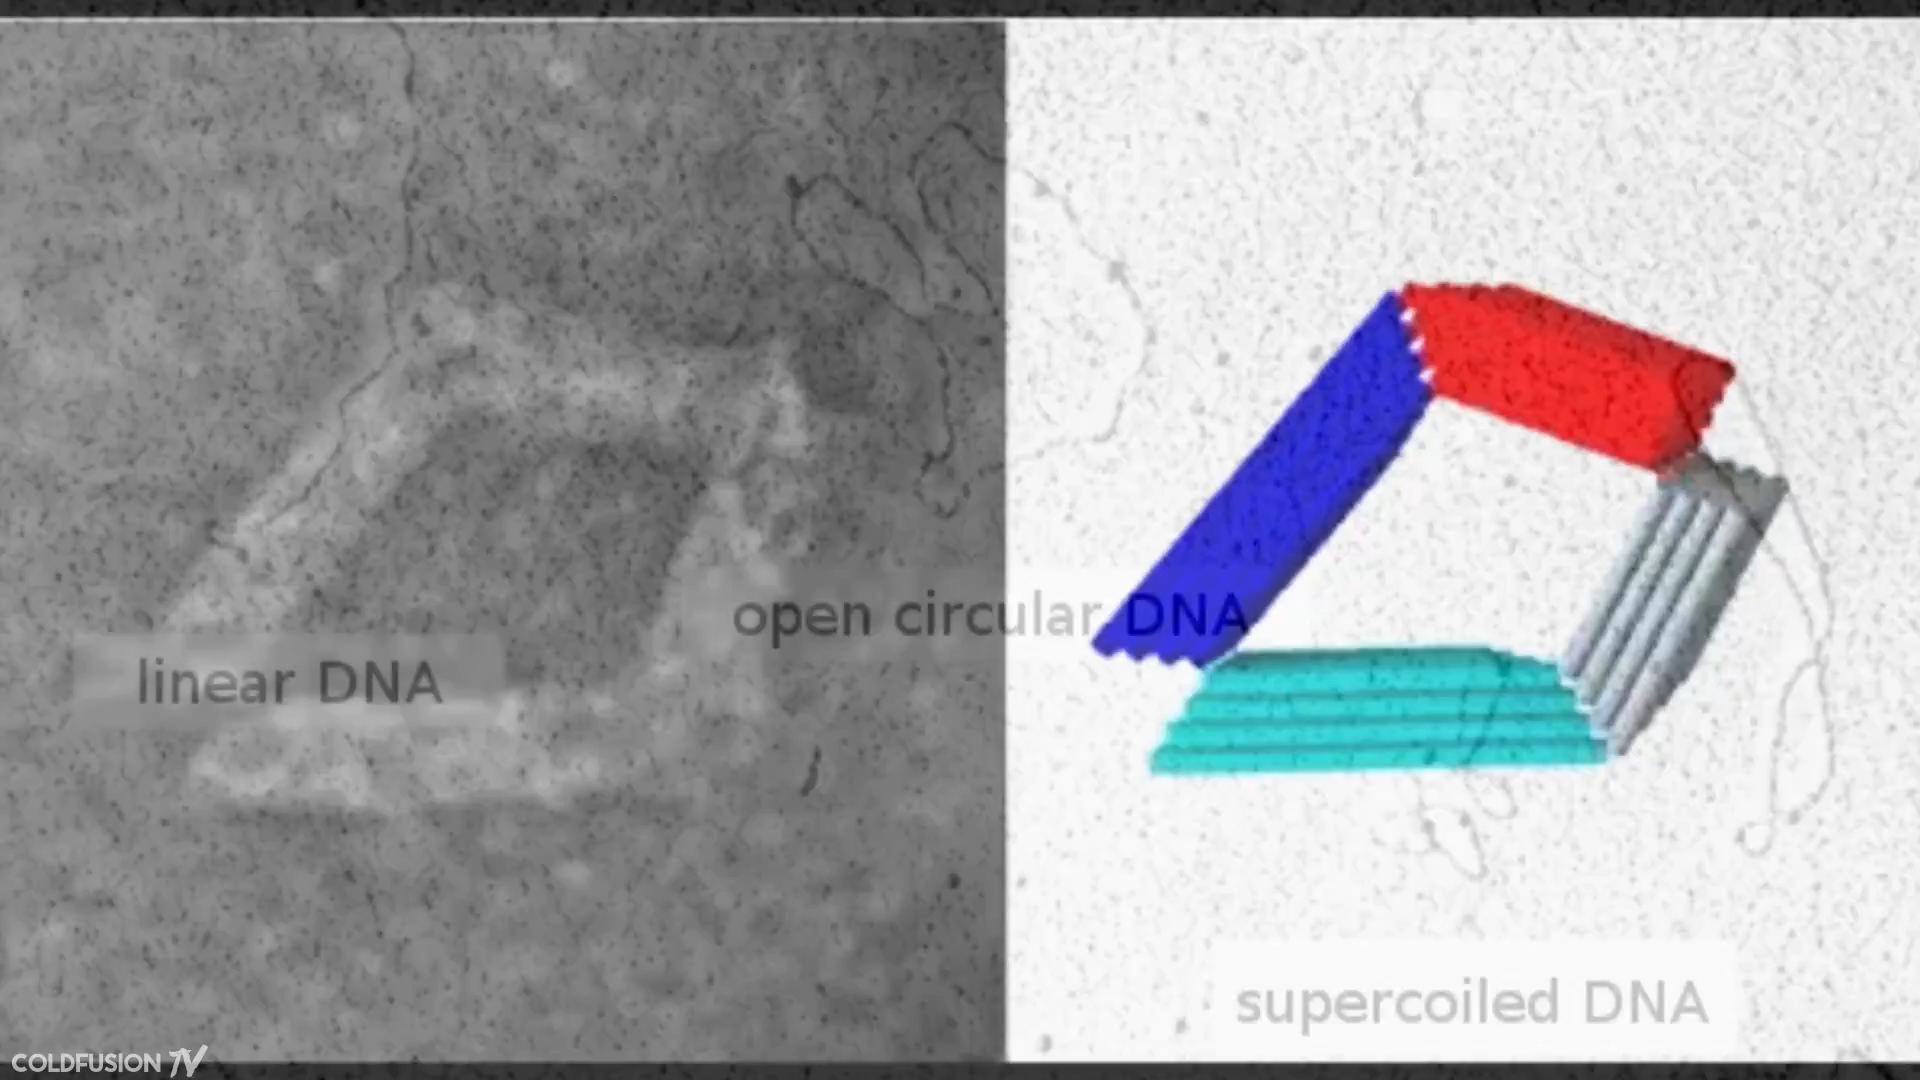 open circular DNA
linear DNA
supercoiled DNA
COLDFUSION TV